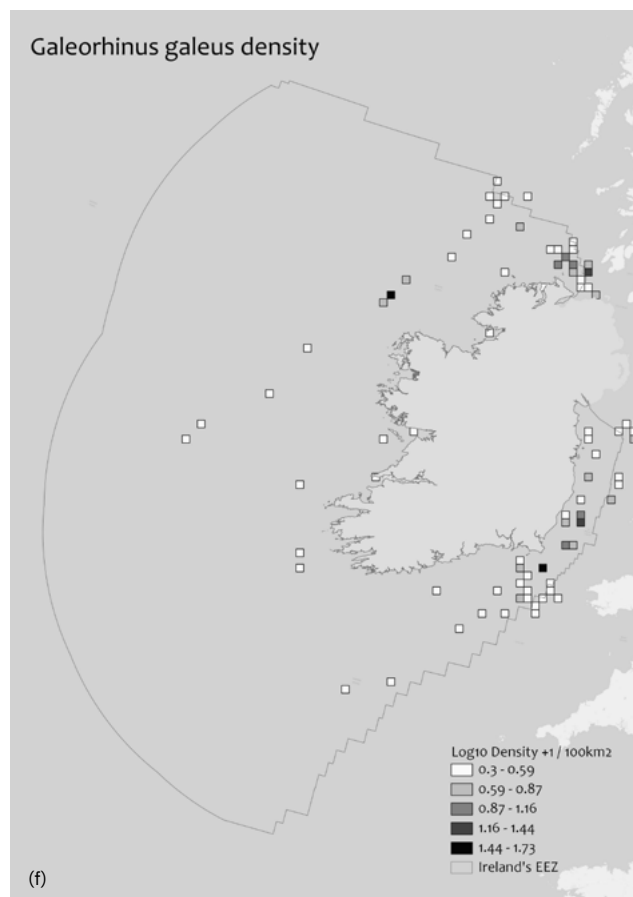 Galeorhinus galeus density
Log10 Density +1 / 100km2
0.3 - 0.59
0.59 - 0.87
0.87 - 1.16
1.16 - 1.44
1.44 - 1.73
Ireland's EEZ
(f)